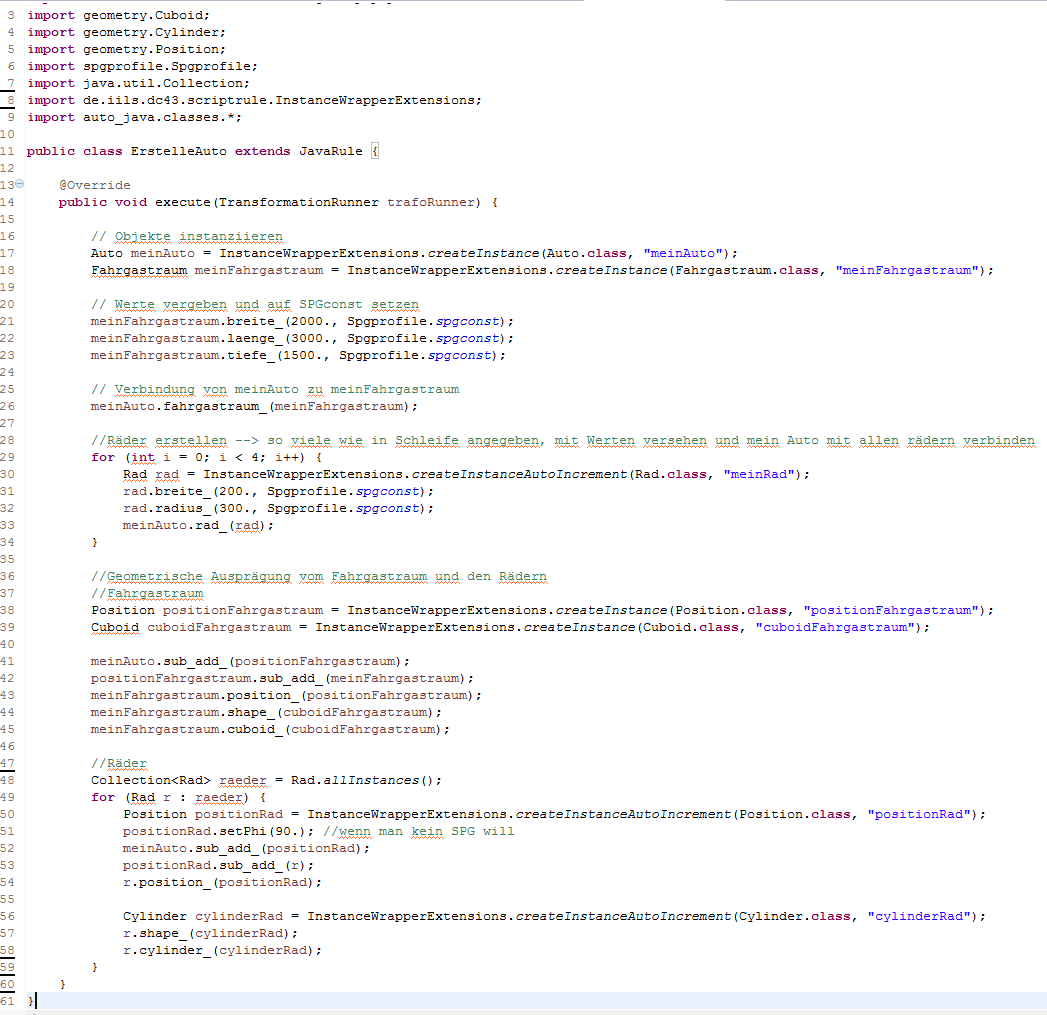 3 import geometry.Cuboid;
4 import geometry.Cylinder;
5 import geometry.Position;
6 import spgprofile.Spgprofile;
7 import java.util.Collection;
8 import de.iils.dc43.scriptrule.InstanceWrapperExtensions;
9 import auto_java.classes.*;
10
11 public class ErstelleAuto extends JavaRule {
12
13     @Override
14     public void execute(TransformationRunner trafoRunner) {
15
16         // Objekte instanziieren
17         Auto meinAuto = InstanceWrapperExtensions.createInstance(Auto.class, "meinAuto");
18         Fahrgastraum meinFahrgastraum = InstanceWrapperExtensions.createInstance(Fahrgastraum.class, "meinFahrgastraum");
19
20         // Werte vergeben und auf SPGconst setzen
21         meinFahrgastraum.breite_(2000., Spgprofile.spgconst);
22         meinFahrgastraum.laenge_(3000., Spgprofile.spgconst);
23         meinFahrgastraum.tiefe_(1500., Spgprofile.spgconst);
24
25         // Verbindung von meinAuto zu meinFahrgastraum
26         meinAuto.fahrgastraum_(meinFahrgastraum);
27
28         //Räder erstellen --> so viele wie in Schleife angegeben, mit Werten versehen und mein Auto mit allen rädern verbinden
29         for (int i = 0; i < 4; i++) {
30             Rad rad = InstanceWrapperExtensions.createInstanceAutoIncrement(Rad.class, "meinRad");
31             rad.breite_(200., Spgprofile.spgconst);
32             rad.radius_(300., Spgprofile.spgconst);
33             meinAuto.rad_(rad);
34         }
35
36         //Geometrische Ausprägung vom Fahrgastraum und den Rädern
37         //Fahrgastraum
38         Position positionFahrgastraum = InstanceWrapperExtensions.createInstance(Position.class, "positionFahrgastraum");
39         Cuboid cuboidFahrgastraum = InstanceWrapperExtensions.createInstance(Cuboid.class, "cuboidFahrgastraum");
40
41         meinAuto.sub_add_(positionFahrgastraum);
42         positionFahrgastraum.sub_add_(meinFahrgastraum);
43         meinFahrgastraum.position_(positionFahrgastraum);
44         meinFahrgastraum.shape_(cuboidFahrgastraum);
45         meinFahrgastraum.cuboid_(cuboidFahrgastraum);
46
47         //Räder
48         Collection<Rad> raeder = Rad.allInstances();
49         for (Rad r : raeder) {
50             Position positionRad = InstanceWrapperExtensions.createInstanceAutoIncrement(Position.class, "positionRad");
51             positionRad.setPhi(90.); //wenn man kein SPG will
52             meinAuto.sub_add_(positionRad);
53             positionRad.sub_add_(r);
54             r.position_(positionRad);
55
56             Cylinder cylinderRad = InstanceWrapperExtensions.createInstanceAutoIncrement(Cylinder.class, "cylinderRad");
57             r.shape_(cylinderRad);
58             r.cylinder_(cylinderRad);
59         }
60     }
61 }